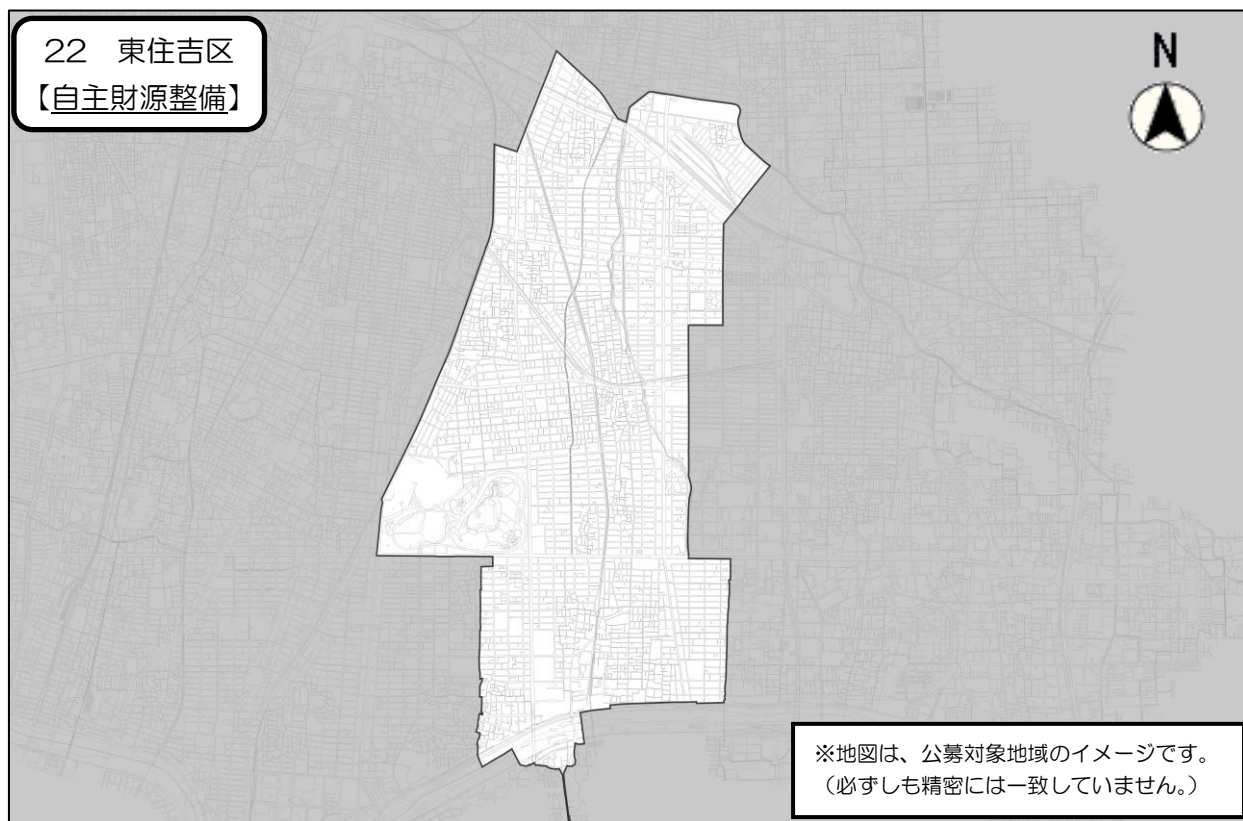 22　東住吉区
【自主財源整備】
N
※地図は、公募対象地域のイメージです。
（必ずしも精密には一致していません。）